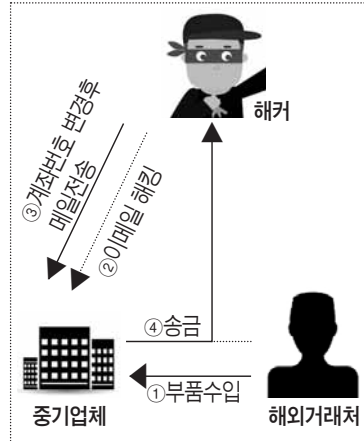 해커
③계좌번호 변경후
메일전송
②이메일 해킹
④송금
①부품수입
중기업체
해외거래처